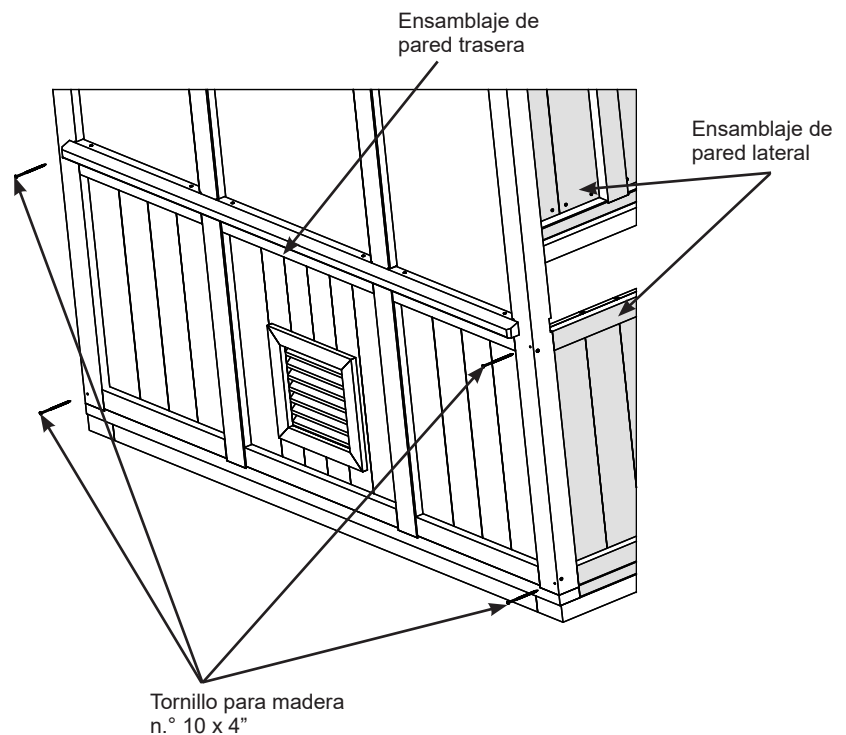 Ensamblaje de
pared trasera
Ensamblaje de
pared lateral
Tornillo para madera
n.° 10 x 4”